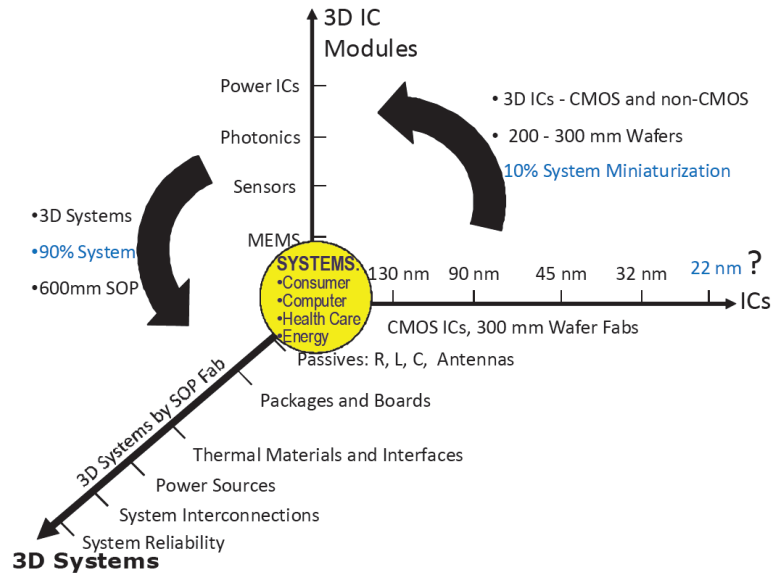 3D IC
Modules
Power ICs
Photonics
Sensors
MEMS
• 3D ICs - CMOS and non-CMOS
• 200 - 300 mm Wafers
10% System Miniaturization
•3D Systems
•90% System
•600mm SOP
SYSTEMS:
•Consumer
•Computer
•Health Care
•Energy
130 nm
90 nm
45 nm
32 nm
22 nm ?
ICs
CMOS ICs, 300 mm Wafer Fabs
Passives: R, L, C, Antennas
Packages and Boards
Thermal Materials and Interfaces
Power Sources
System Interconnections
System Reliability
3D Systems by SOP Fab
3D Systems